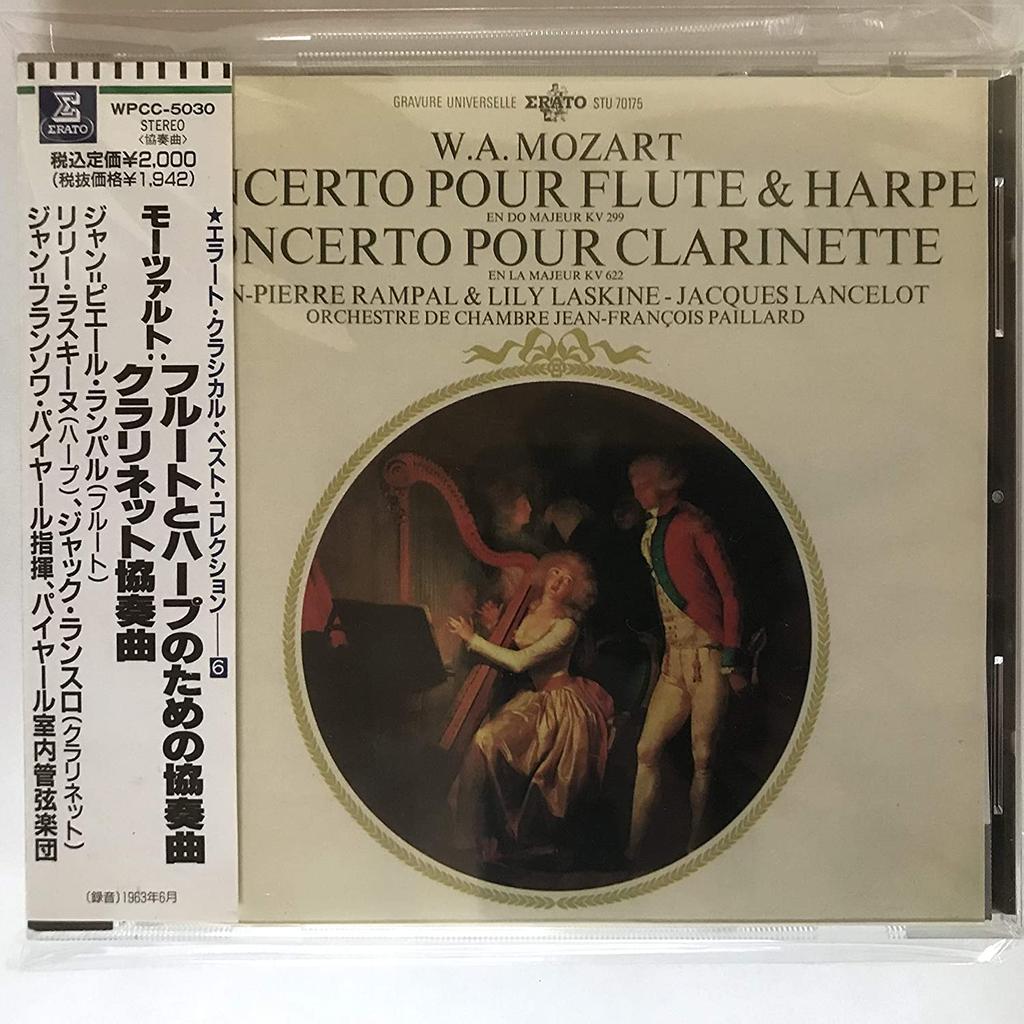 ERATO
WPCC-5030
STEREO
〈協奏曲〉
税込定価¥2,000
(税抜価格¥1,942)
★エラート・クラシカル・ベスト・コレクション——6
モーツァルト:フルートとハープのための協奏曲
クラリネット協奏曲
ジャン=ピエール・ランパル(フルート)
リリー・ラスキーヌ(ハープ)、ジャック・ランスロ(クラリネット)
ジャン=フランソワ・パイヤール指揮、パイヤール室内管弦楽団
(録音)1963年6月
GRAVURE UNIVERSELLE ERATO STU 70175
W.A. MOZART
NCERTO POUR FLUTE & HARPE
EN DO MAJEUR KV 299
ONCERTO POUR CLARINETTE
EN LA MAJEUR KV 622
N-PIERRE RAMPAL & LILY LASKINE - JACQUES LANCELOT
ORCHESTRE DE CHAMBRE JEAN-FRANÇOIS PAILLARD